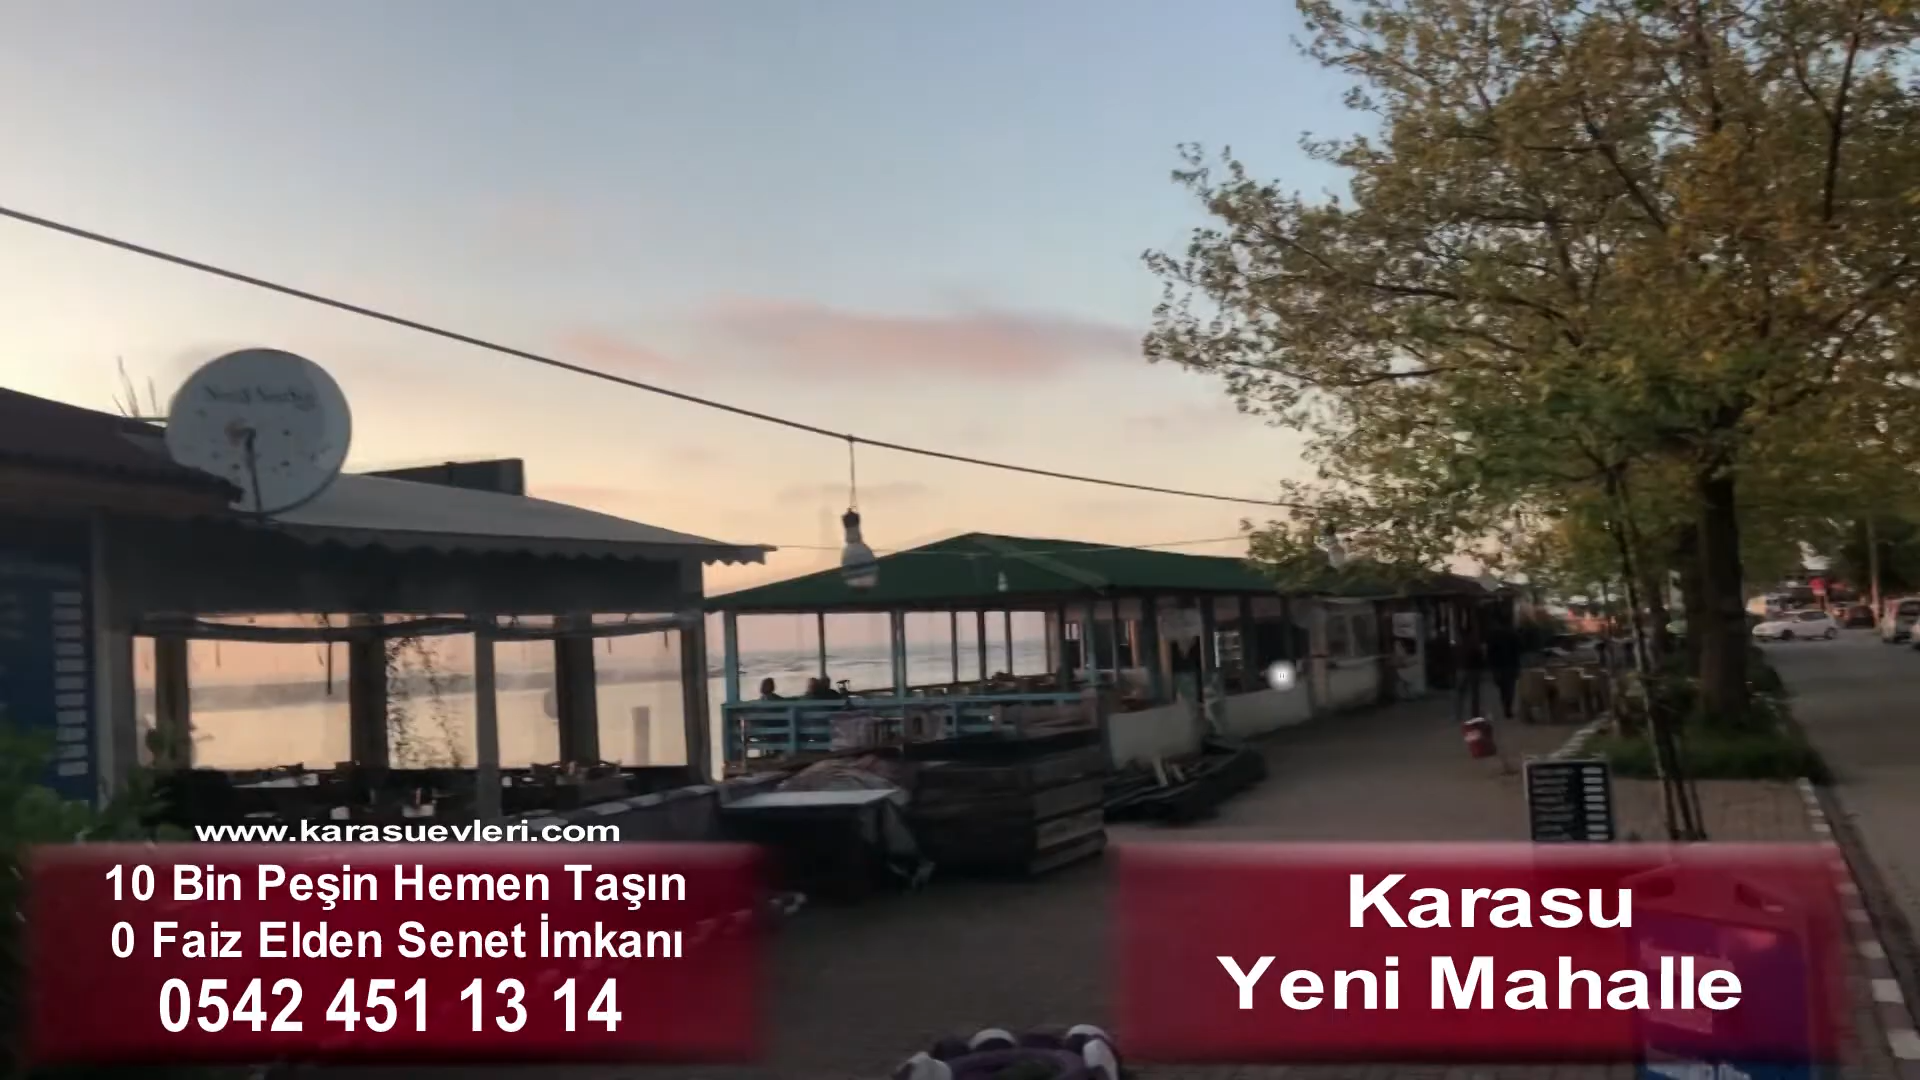 www.karasuevleri.com
10 Bin Peşin Hemen Taşın
0 Faiz Elden Senet İmkanı
0542 451 13 14
Karasu
Yeni Mahalle